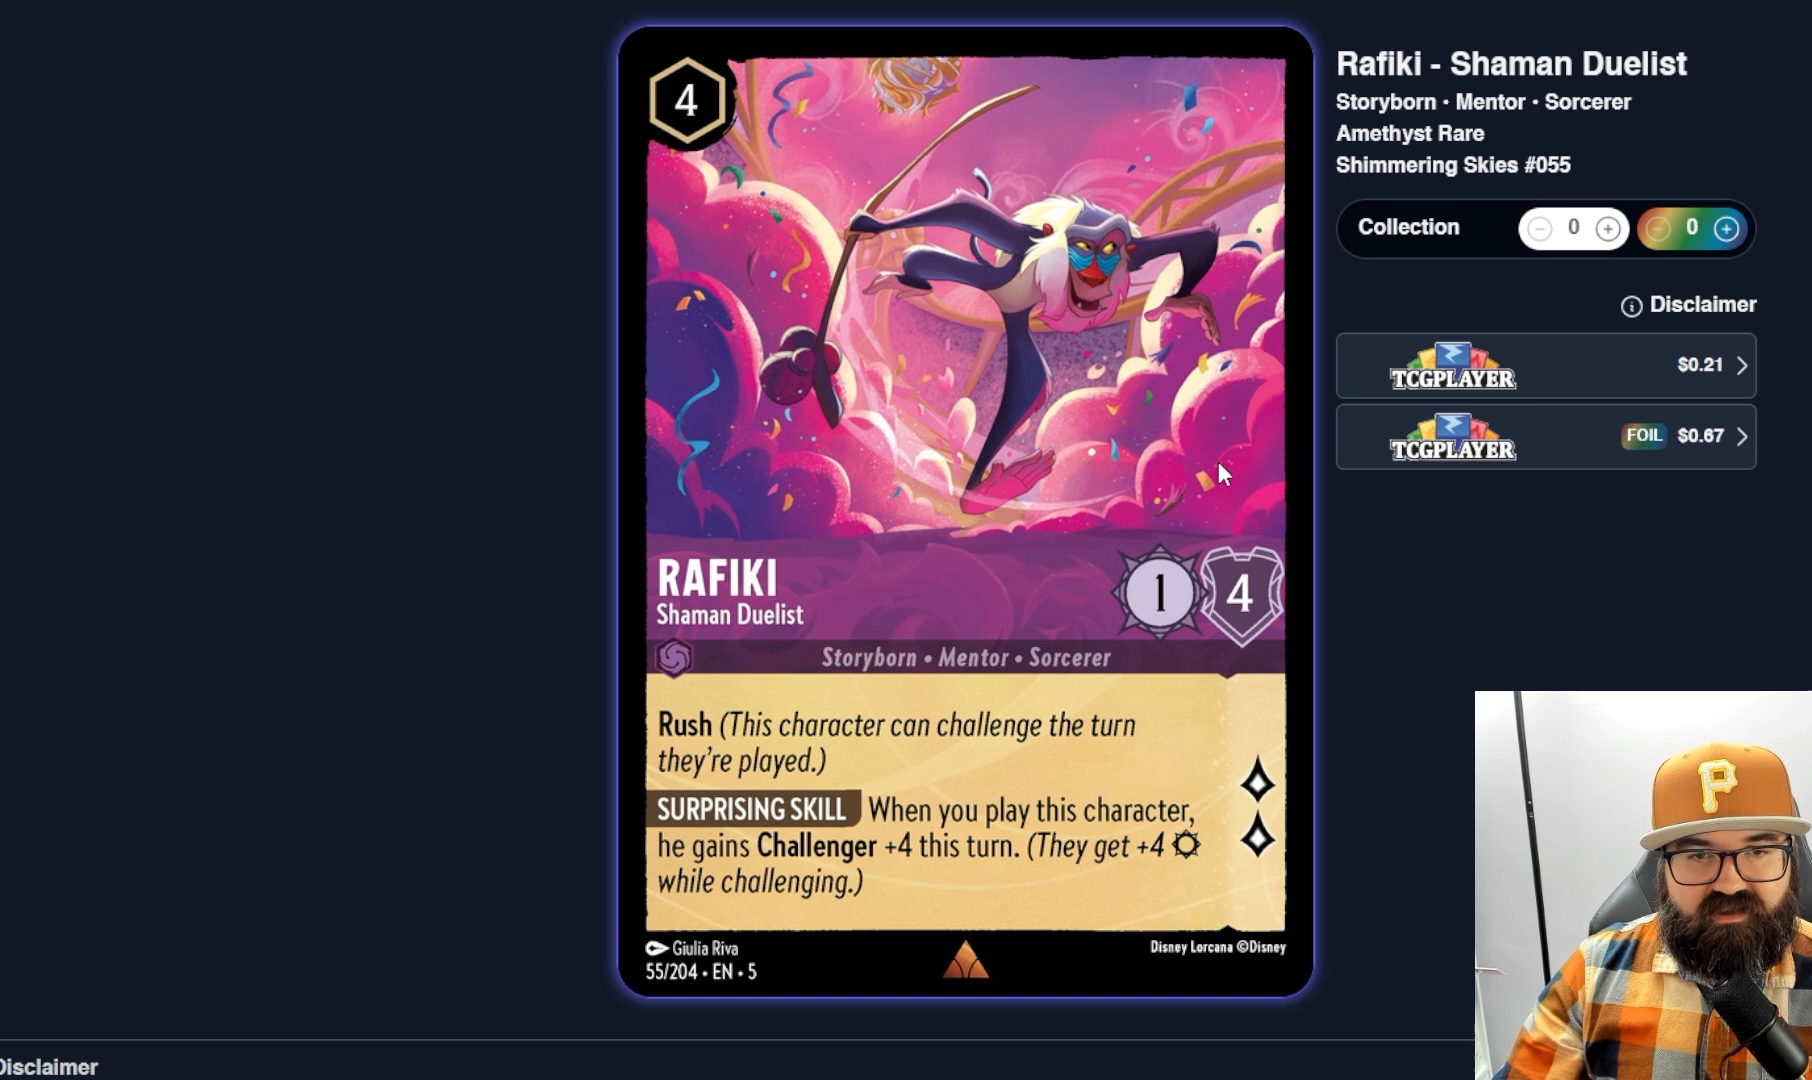 4
RAFIKI
Shaman Duelist
1
4
Storyborn • Mentor • Sorcerer
Rush (This character can challenge the turn
they're played.)
SURPRISING SKILL When you play this character,
he gains Challenger +4 this turn. (They get +4
while challenging.)
Giulia Riva
55/204 • EN • 5
Disney Lorcana ©Disney
Rafiki - Shaman Duelist
Storyborn • Mentor • Sorcerer
Amethyst Rare
Shimmering Skies #055
Collection 0 0
Disclaimer
TCGPLAYER $0.21
TCGPLAYER FOIL $0.67
P
Disclaimer